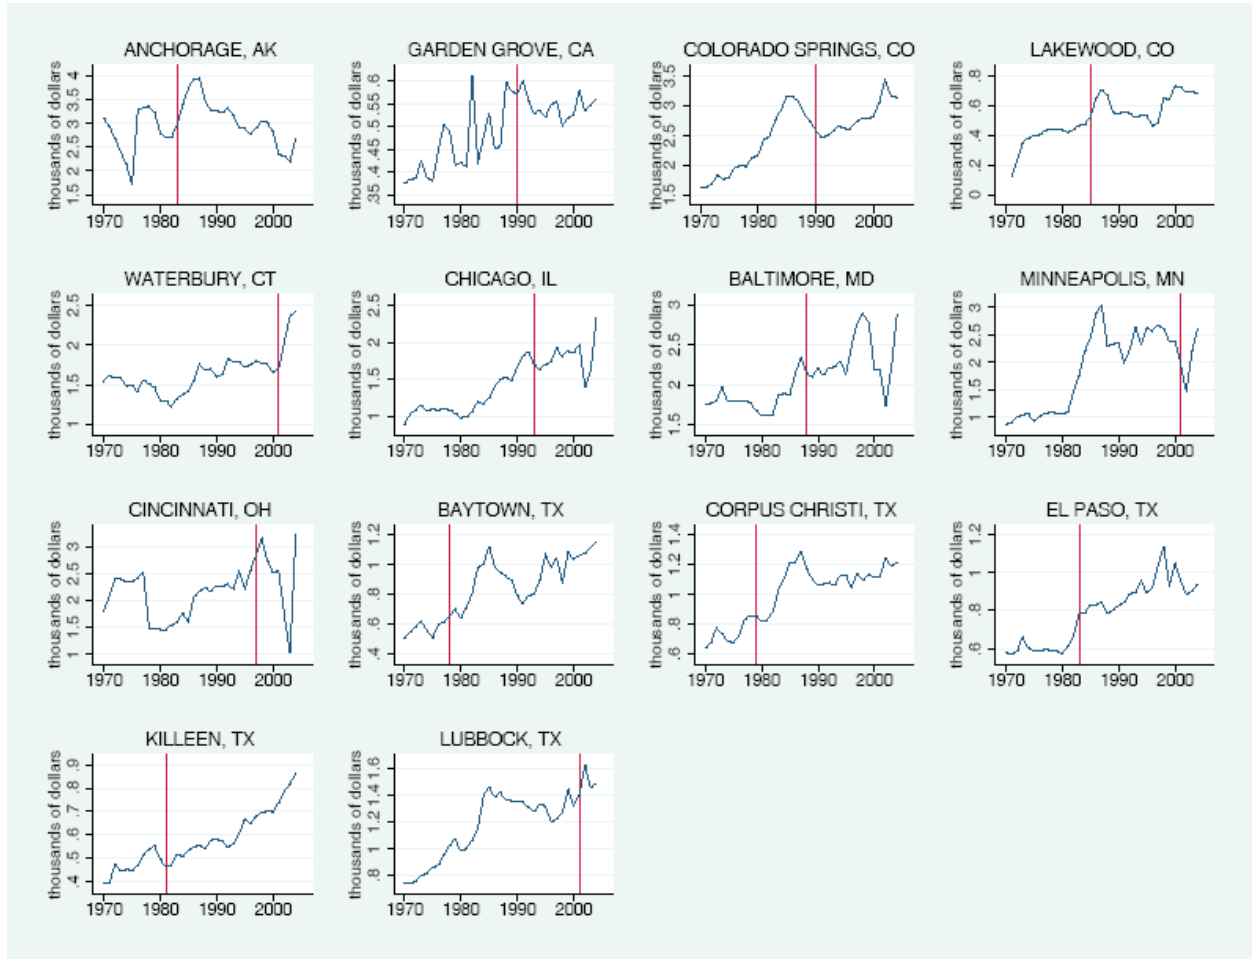 ANCHORAGE, AK
thousands of dollars
1.5 2 2.5 3 3.5 4
1970 1980 1990 2000
GARDEN GROVE, CA
thousands of dollars
.35 .4 .45 .5 .55 .6
1970 1980 1990 2000
COLORADO SPRINGS, CO
thousands of dollars
1.5 2 2.5 3 3.5
1970 1980 1990 2000
LAKEWOOD, CO
thousands of dollars
0 .2 .4 .6 .8
1970 1980 1990 2000
WATERBURY, CT
thousands of dollars
1 1.5 2 2.5
1970 1980 1990 2000
CHICAGO, IL
thousands of dollars
1 1.5 2 2.5
1970 1980 1990 2000
BALTIMORE, MD
thousands of dollars
1.5 2 2.5 3
1970 1980 1990 2000
MINNEAPOLIS, MN
thousands of dollars
1 1.5 2 2.5 3
1970 1980 1990 2000
CINCINNATI, OH
thousands of dollars
1 1.5 2 2.5 3
1970 1980 1990 2000
BAYTOWN, TX
thousands of dollars
.4 .6 .8 1 1.2
1970 1980 1990 2000
CORPUS CHRISTI, TX
thousands of dollars
.6 .8 1 1.2 1.4
1970 1980 1990 2000
EL PASO, TX
thousands of dollars
.6 .8 1 1.2
1970 1980 1990 2000
KILLEEN, TX
thousands of dollars
.4 .5 .6 .7 .8 .9
1970 1980 1990 2000
LUBBOCK, TX
thousands of dollars
.8 1 1.2 1.4 1.6
1970 1980 1990 2000